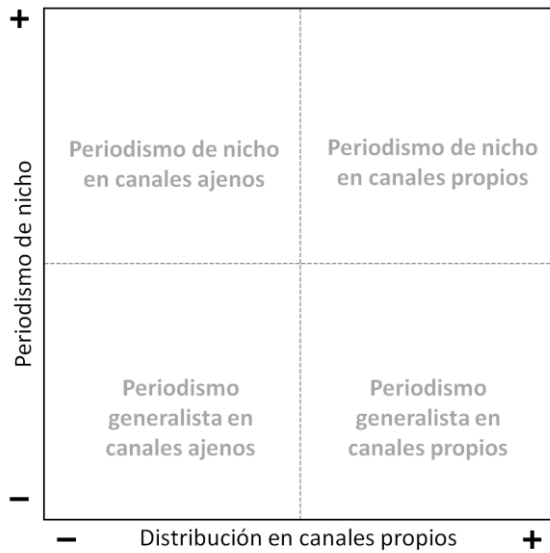 +
Periodismo de nicho
en canales ajenos
Periodismo de nicho
en canales propios
Periodismo de nicho
Periodismo
generalista en
canales ajenos
Periodismo
generalista en
canales propios
−
− Distribución en canales propios +